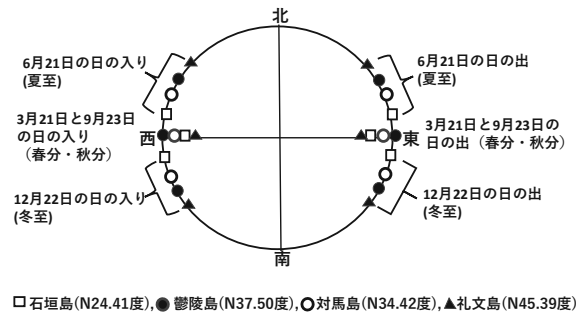 北
6月21日の日の入り
(夏至)
6月21日の日の出
(夏至)
3月21日と9月23日
の日の入り
（春分・秋分）
西
東
3月21日と9月23日の
日の出（春分・秋分）
12月22日の日の入り
(冬至)
12月22日の日の出
(冬至)
南
□石垣島(N24.41度),●鬱陵島(N37.50度),○対馬島(N34.42度),▲礼文島(N45.39度)